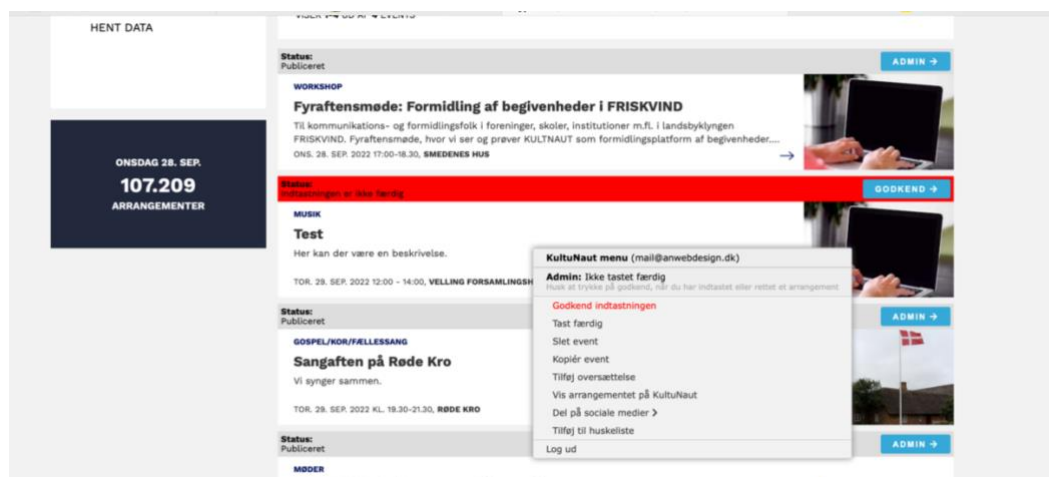 HENT DATA
VISER 1-4 UD AF 4 EVENTS
Status:
Publiceret
ADMIN →
WORKSHOP
Fyraftensmøde: Formidling af begivenheder i FRISKVIND
Til kommunikations- og formidlingsfolk i foreninger, skoler, institutioner m.fl. i landsbyklyngen
FRISKVIND. Fyraftensmøde, hvor vi ser og prøver KULTNAUT som formidlingsplatform af begivenheder....
ONS. 28. SEP. 2022 17:00-18.30, SMEDENES HUS
→
ONSDAG 28. SEP.
107.209
ARRANGEMENTER
Status:
Indtastningen er ikke færdig
GODKEND →
MUSIK
Test
Her kan der være en beskrivelse.
TOR. 29. SEP. 2022 12:00 - 14:00, VELLING FORSAMLINGSH
KultuNaut menu (mail@anwebdesign.dk)
Admin: Ikke tastet færdig
Husk at trykke på godkend, når du har indtastet eller rettet et arrangement
Godkend indtastningen
Tast færdig
Slet event
Kopiér event
Tilføj oversættelse
Vis arrangementet på KultuNaut
Del på sociale medier >
Tilføj til huskeliste
Log ud
Status:
Publiceret
ADMIN →
GOSPEL/KOR/FÆLLESSANG
Sangaften på Røde Kro
Vi synger sammen.
TOR. 29. SEP. 2022 KL. 19.30-21.30, RØDE KRO
Status:
Publiceret
ADMIN →
MØDER